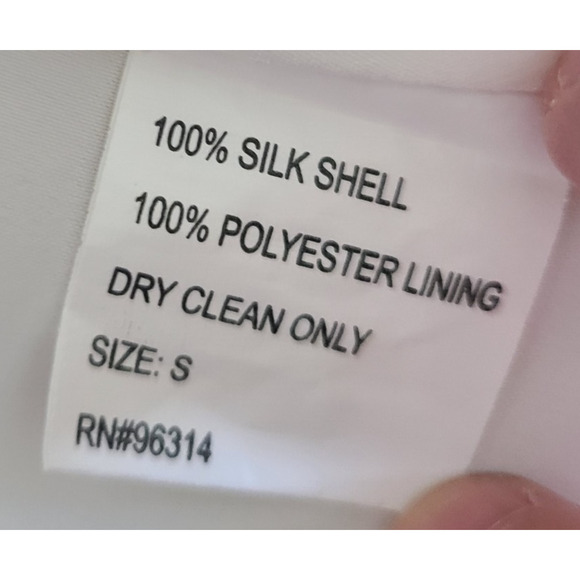 100% SILK SHELL
100% POLYESTER LINING
DRY CLEAN ONLY
SIZE: S
RN#96314